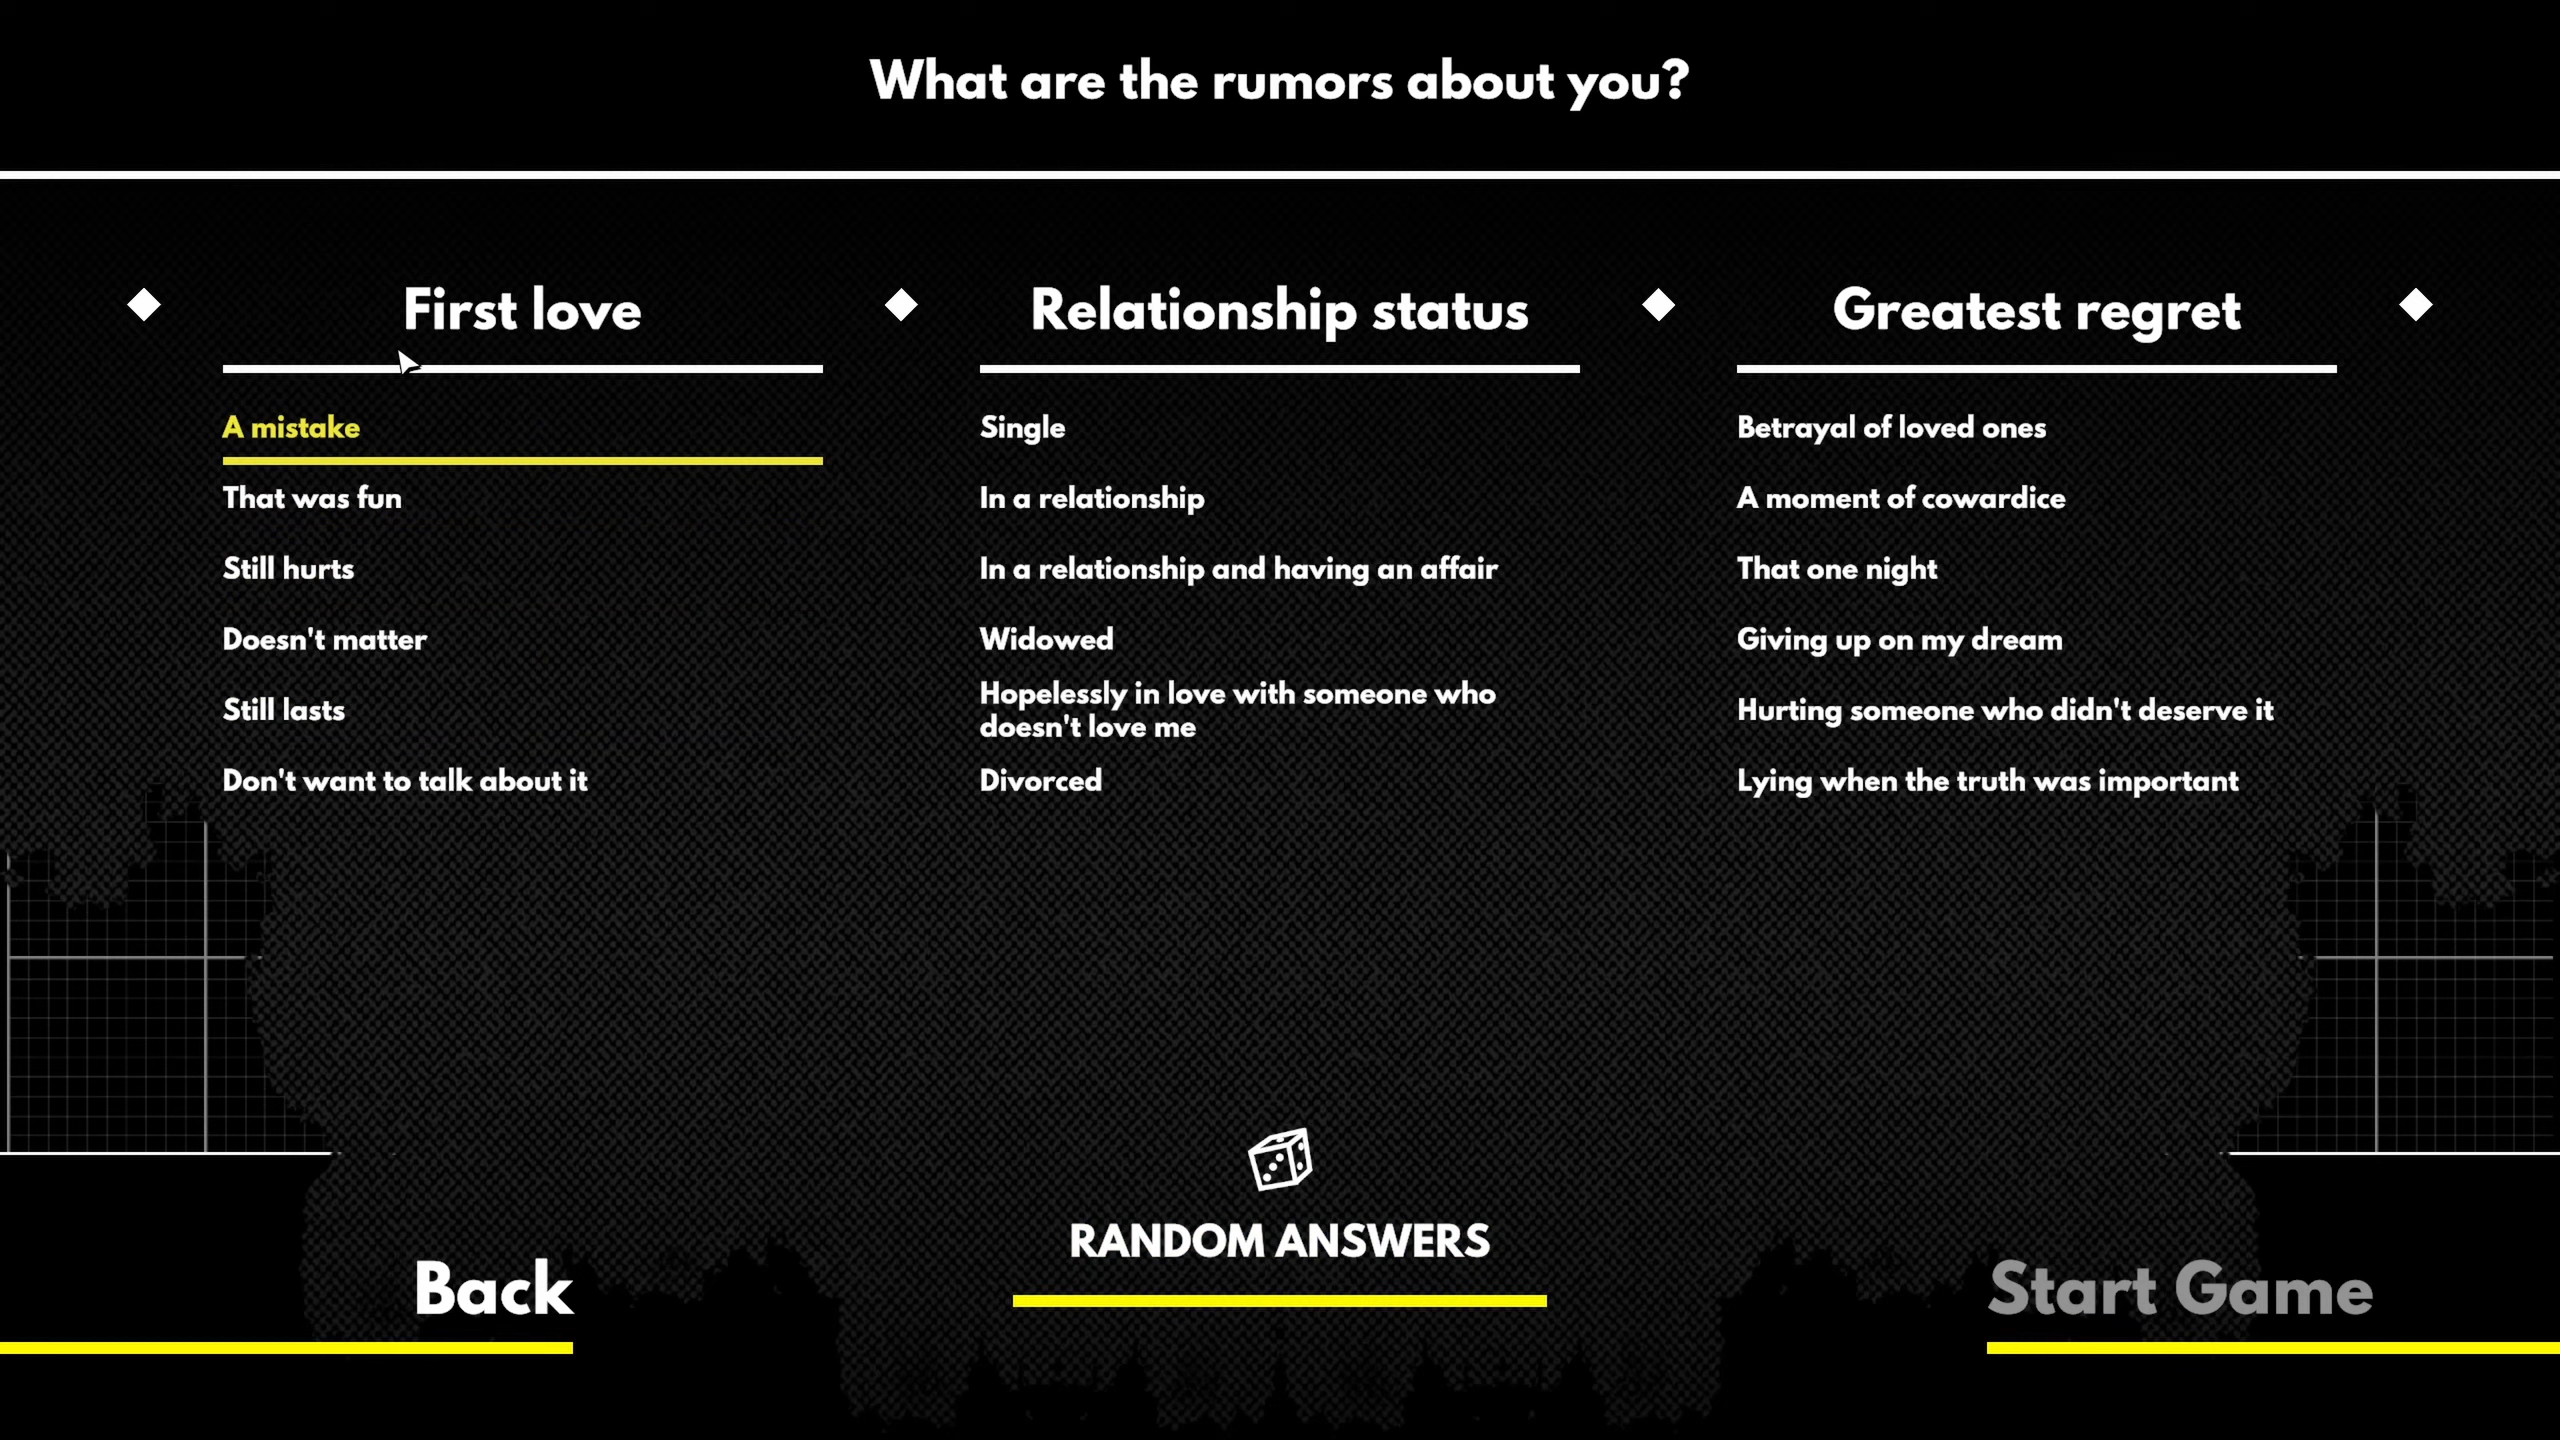 What are the rumors about you?
First love
A mistake
That was fun
Still hurts
Doesn't matter
Still lasts
Don't want to talk about it
Relationship status
Single
In a relationship
In a relationship and having an affair
Widowed
Hopelessly in love with someone who
doesn't love me
Divorced
Greatest regret
Betrayal of loved ones
A moment of cowardice
That one night
Giving up on my dream
Hurting someone who didn't deserve it
Lying when the truth was important
RANDOM ANSWERS
Back
Start Game